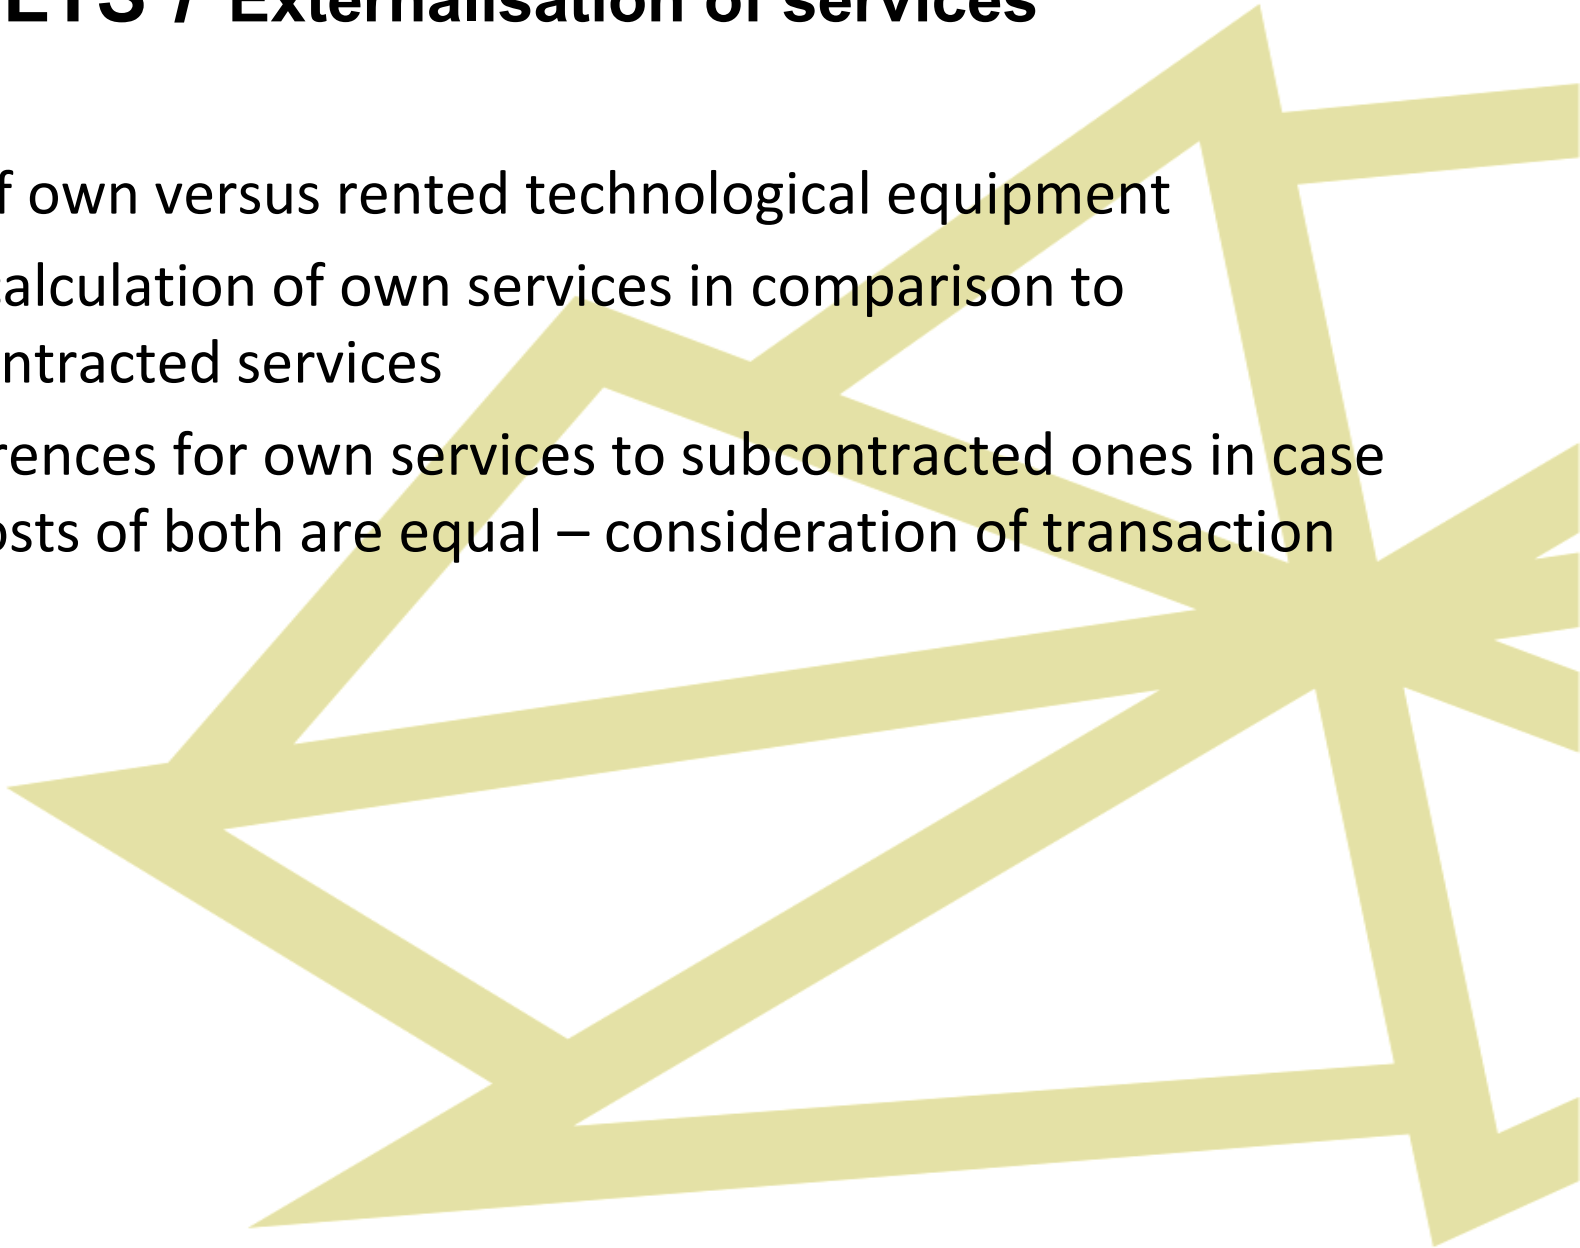 ETS / Externalisation of services
f own versus rented technological equipment
calculation of own services in comparison to
ntracted services
rences for own services to subcontracted ones in case
osts of both are equal – consideration of transaction